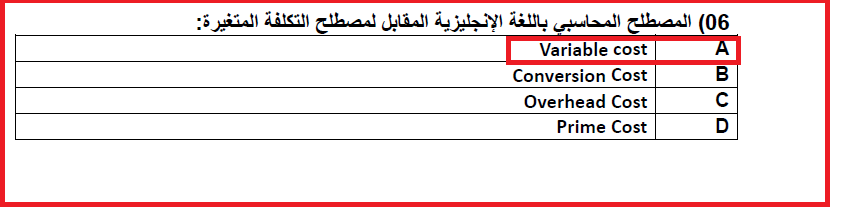 06) المصطلح المحاسبي باللغة الإنجليزية المقابل لمصطلح التكلفة المتغيرة:
A Variable cost
B Conversion Cost
C Overhead Cost
D Prime Cost